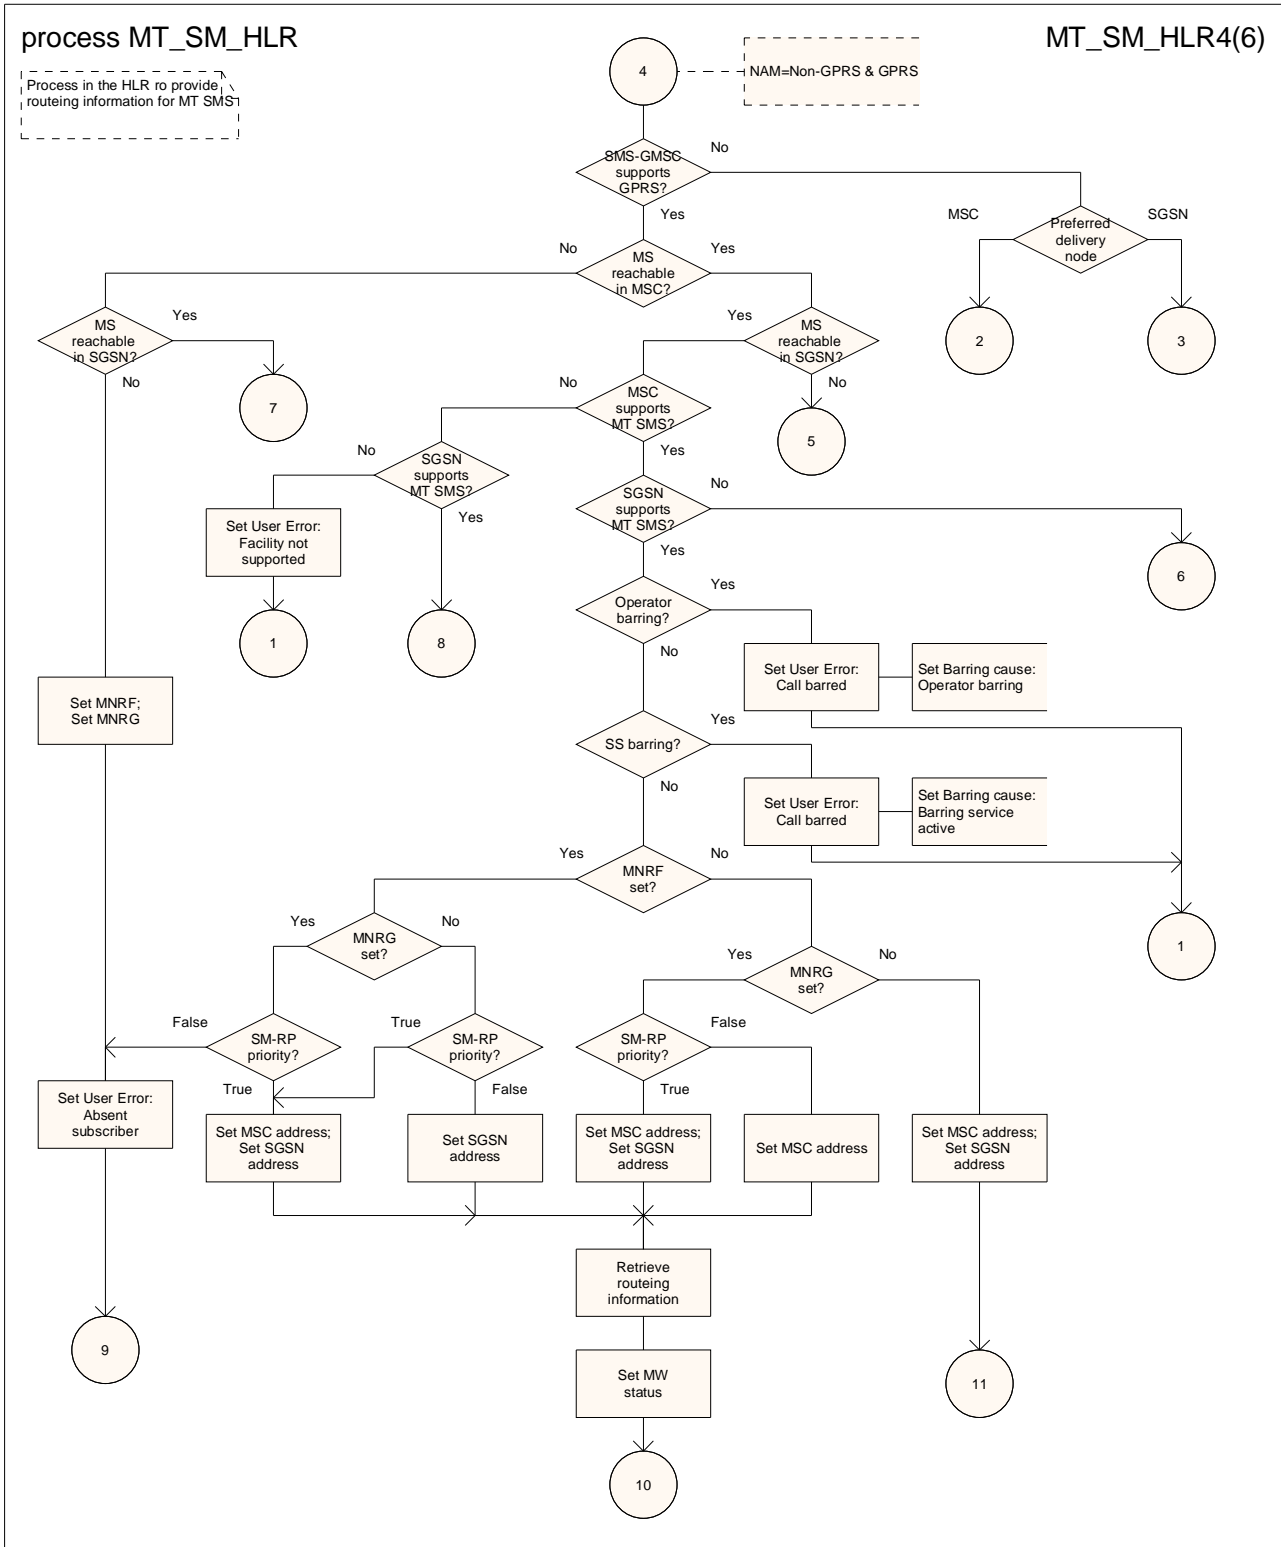 process MT_SM_HLR
MT_SM_HLR4(6)
Process in the HLR ro provide
routeing information for MT SMS
4
NAM=Non-GPRS & GPRS
SMS-GMSC
supports
GPRS?
No
Yes
MSC
Preferred
delivery
node
SGSN
No
MS
reachable
in MSC?
Yes
MS
reachable
in SGSN?
Yes
No
Yes
MS
reachable
in SGSN?
No
2
3
7
5
No
MSC
supports
MT SMS?
Yes
No
SGSN
supports
MT SMS?
Yes
SGSN
supports
MT SMS?
No
Yes
Set User Error:
Facility not
supported
6
1
8
Operator
barring?
Yes
No
Set User Error:
Call barred
Set Barring cause:
Operator barring
Set MNRF;
Set MNRG
SS barring?
Yes
No
Set User Error:
Call barred
Set Barring cause:
Barring service
active
Yes
MNRF
set?
No
1
Yes
MNRG
set?
No
Yes
MNRG
set?
No
False
SM-RP
priority?
True
True
SM-RP
priority?
False
SM-RP
priority?
False
True
Set User Error:
Absent
subscriber
Set MSC address;
Set SGSN
address
Set SGSN
address
Set MSC address;
Set SGSN
address
Set MSC address
Set MSC address;
Set SGSN
address
Retrieve
routeing
information
9
Set MW
status
11
10